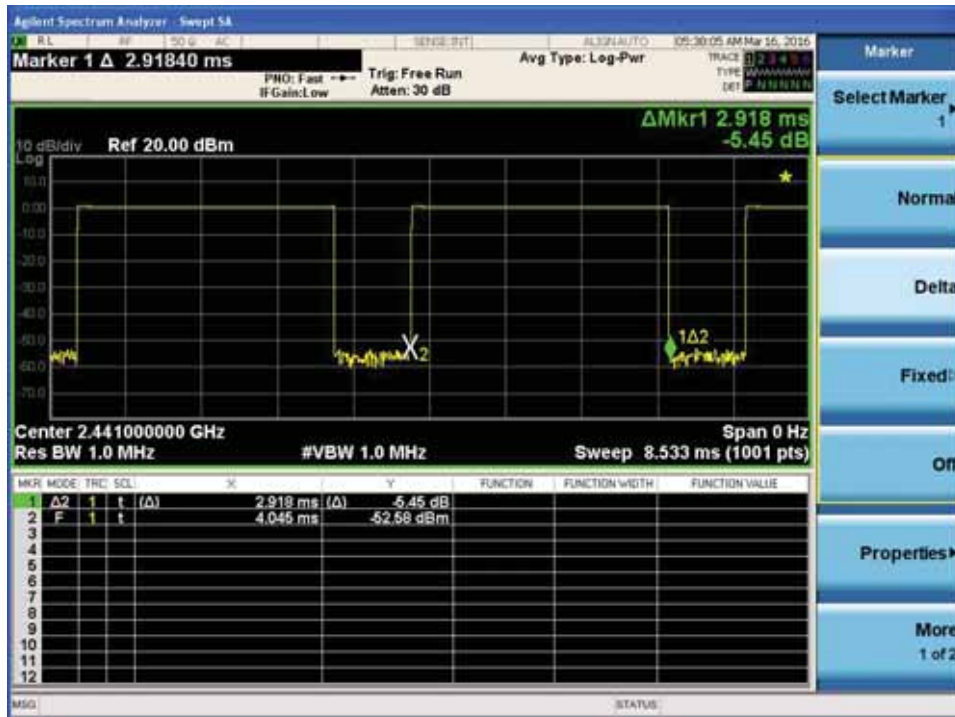 Agilent Spectrum Analyzer - Swept SA
RL RF 50 Ω AC SENSE:INT ALIGNAUTO 05:38:05 AM Mar 16, 2016
Marker 1 Δ 2.91840 ms
PNO: Fast Trig: Free Run
IFGain:Low Atten: 30 dB
Avg Type: Log-Pwr
TRACE 1 2 3 4 5 6
TYPE
DET P N N N N N
ΔMkr1 2.918 ms
-5.45 dB
10 dB/div Ref 20.00 dBm
Log
10.0
0.00
-10.0
-20.0
-30.0
-40.0
-50.0
-60.0
-70.0
2
1Δ2
Center 2.441000000 GHz Span 0 Hz
Res BW 1.0 MHz #VBW 1.0 MHz Sweep 8.533 ms (1001 pts)
MKR MODE TRC SCL X Y FUNCTION FUNCTION WIDTH FUNCTION VALUE
1 Δ2 1 t (Δ) 2.918 ms (Δ) -5.45 dB
2 F 1 t 4.045 ms -52.58 dBm
3
4
5
6
7
8
9
10
11
12
MSG STATUS
Marker
Select Marker
1
Normal
Delta
Fixed
Off
Properties
More
1 of 2